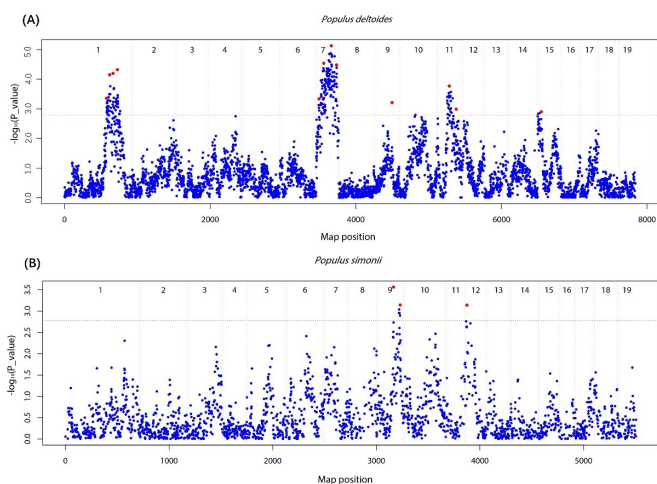 (A)
Populus deltoides
1 2 3 4 5 6 7 8 9 10 11 12 13 14 15 16 17 18 19
5.0
4.0
3.0
2.0
1.0
0.0
-log₁₀(P_value)
0 2000 4000 6000 8000
Map position
(B)
Populus simonii
1 2 3 4 5 6 7 8 9 10 11 12 13 14 15 16 17 18 19
3.5
3.0
2.5
2.0
1.5
1.0
0.5
0.0
-log₁₀(P_value)
0 1000 2000 3000 4000 5000
Map position